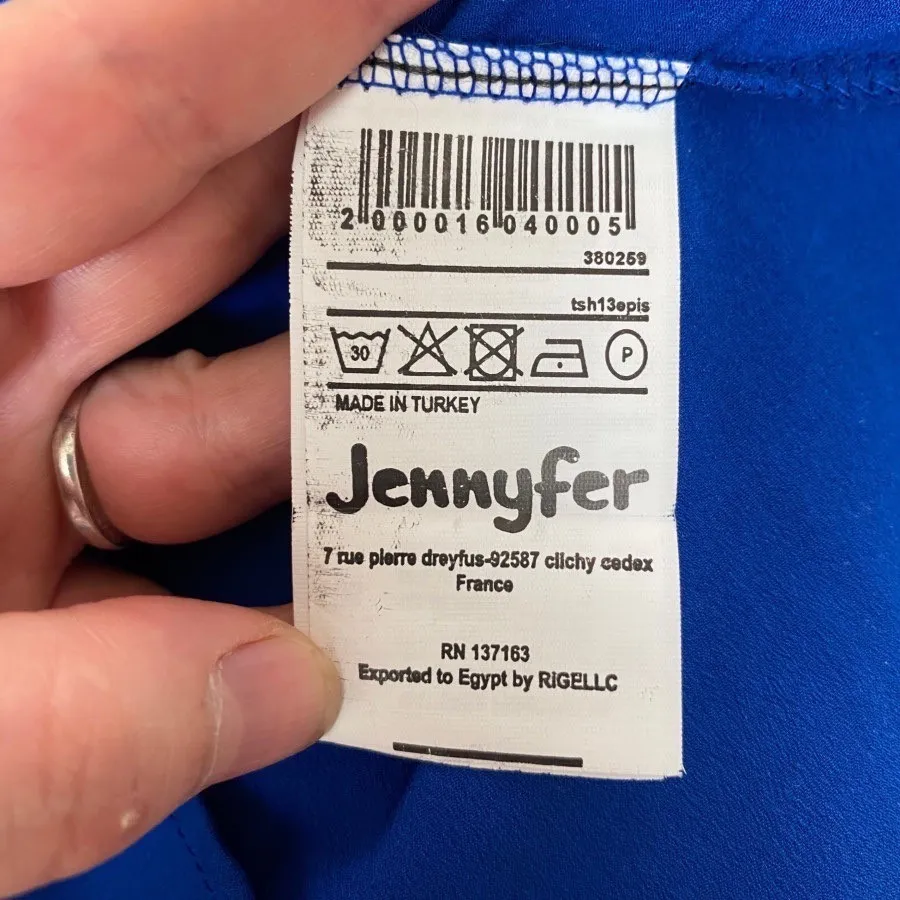 2 000016 040005
380259
tsh13epis
30 P
MADE IN TURKEY
Jennyfer
7 rue pierre dreyfus-92587 clichy cedex
France
RN 137163
Exported to Egypt by RIGELLC